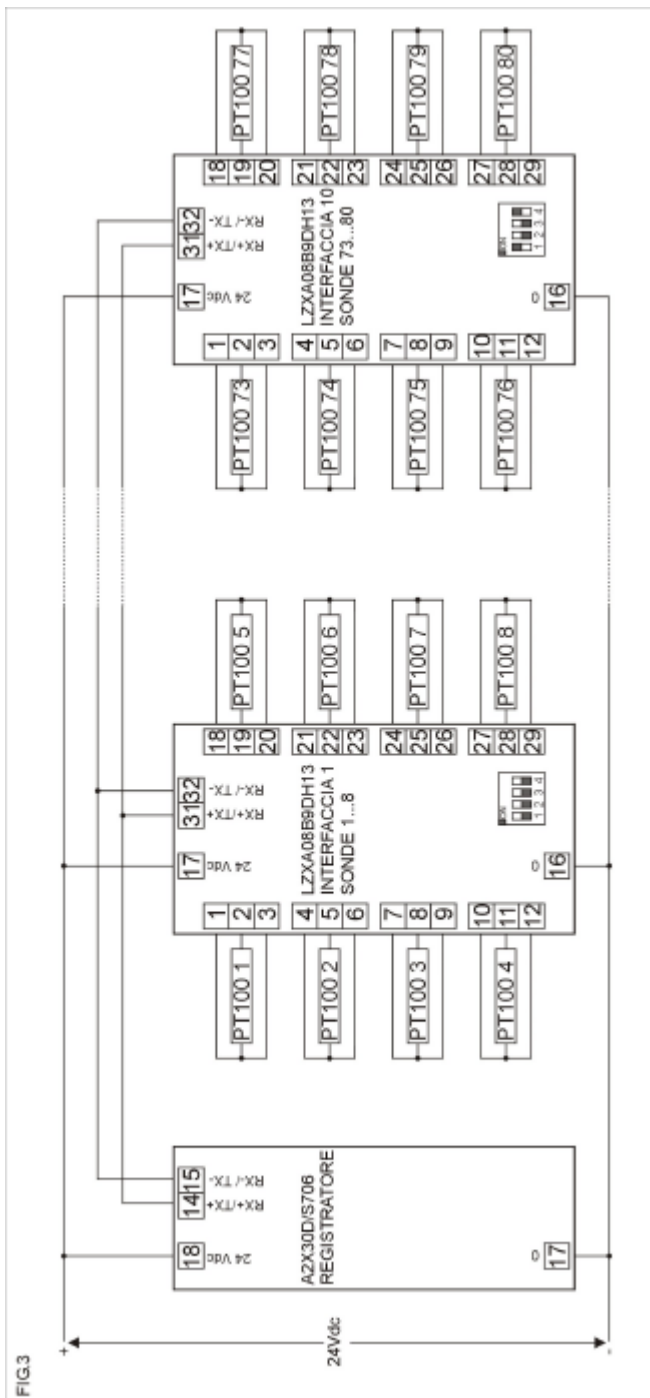 FIG.3
+
24Vdc
-
18
24 Vdc
14 15
RX+/TX+
RX-/TX-
A2X30D/S706
REGISTRATORE
0
17
PT100 1
PT100 2
PT100 3
PT100 4
1
2
3
4
5
6
7
8
9
10
11
12
17
24 Vdc
31 32
RX+/TX+
RX-/TX-
LZXA08B9DH13
INTERFACCIA 1
SONDE 1...8
ON
1 2 3 4
0
16
18
19
20
21
22
23
24
25
26
27
28
29
PT100 5
PT100 6
PT100 7
PT100 8
PT100 73
PT100 74
PT100 75
PT100 76
1
2
3
4
5
6
7
8
9
10
11
12
17
24 Vdc
31 32
RX+/TX+
RX-/TX-
LZXA08B9DH13
INTERFACCIA 10
SONDE 73...80
ON
1 2 3 4
0
16
18
19
20
21
22
23
24
25
26
27
28
29
PT100 77
PT100 78
PT100 79
PT100 80